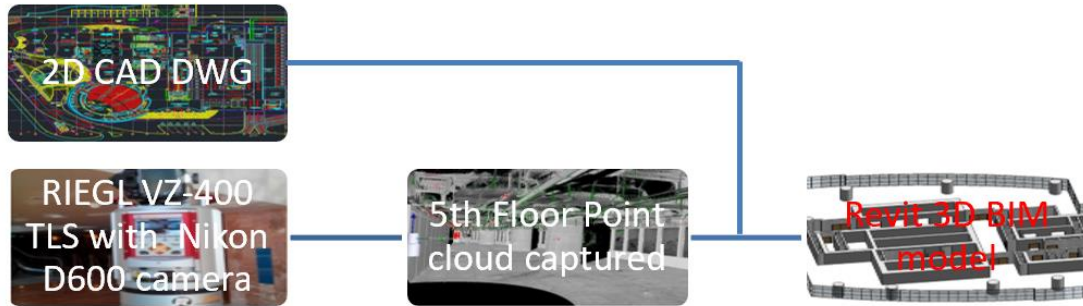 2D CAD DWG
RIEGL VZ-400
TLS with Nikon
D600 camera
5th Floor Point
cloud captured
Revit 3D BIM
model